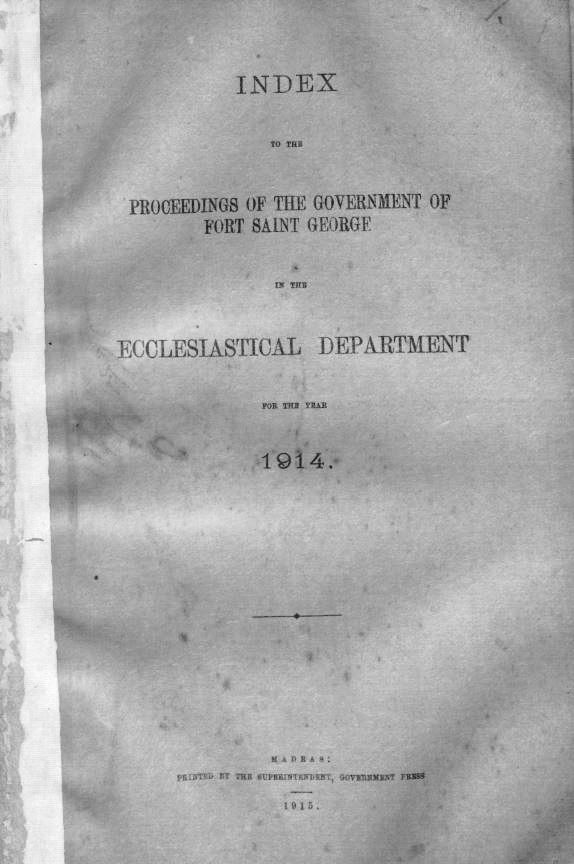 INDEX
TO THE
PROCEEDINGS OF THE GOVERNMENT OF
FORT SAINT GEORGE
IN THE
ECCLESIASTICAL DEPARTMENT
FOR THE YEAR
1914.
MADRAS:
PRINTED BY THE SUPERINTENDENT, GOVERNMENT PRESS
1915.